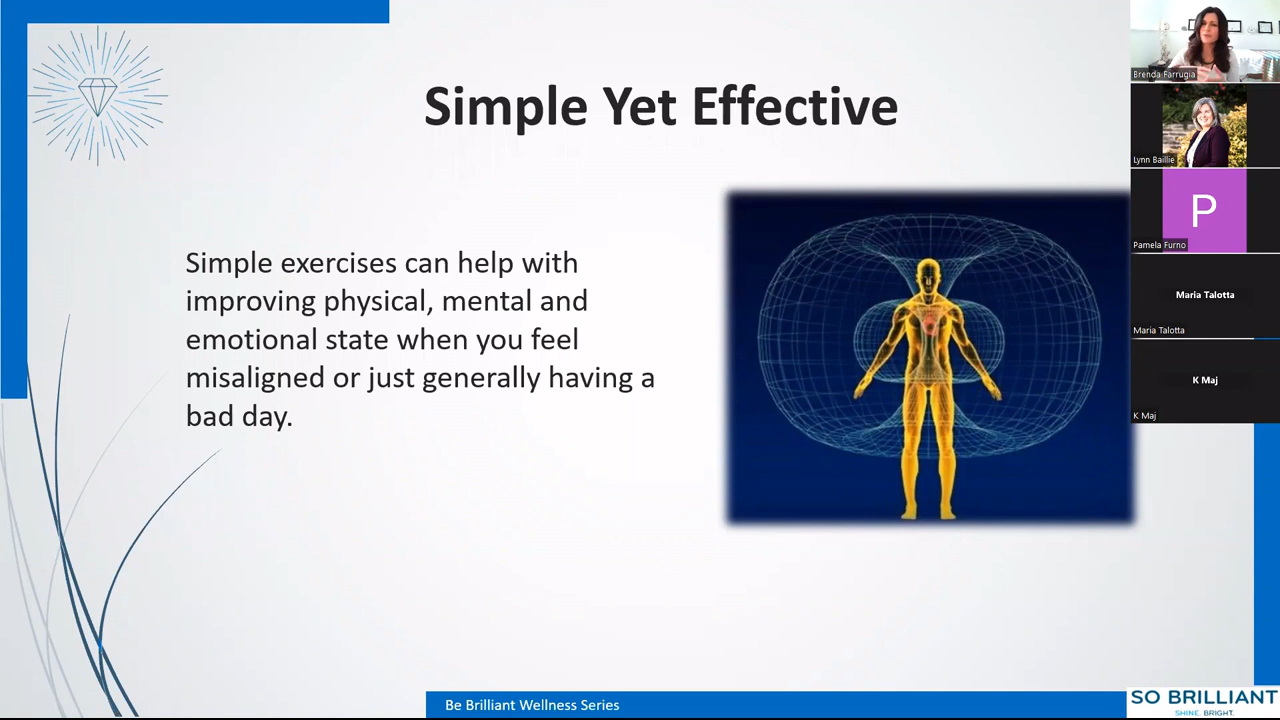 Simple Yet Effective
Simple exercises can help with
improving physical, mental and
emotional state when you feel
misaligned or just generally having a
bad day.
Brenda Farrugia
Lynn Baillie
P
Pamela Furno
Maria Talotta
Maria Talotta
K Maj
K Maj
Be Brilliant Wellness Series
SO BRILLIANT
SHINE. BRIGHT.